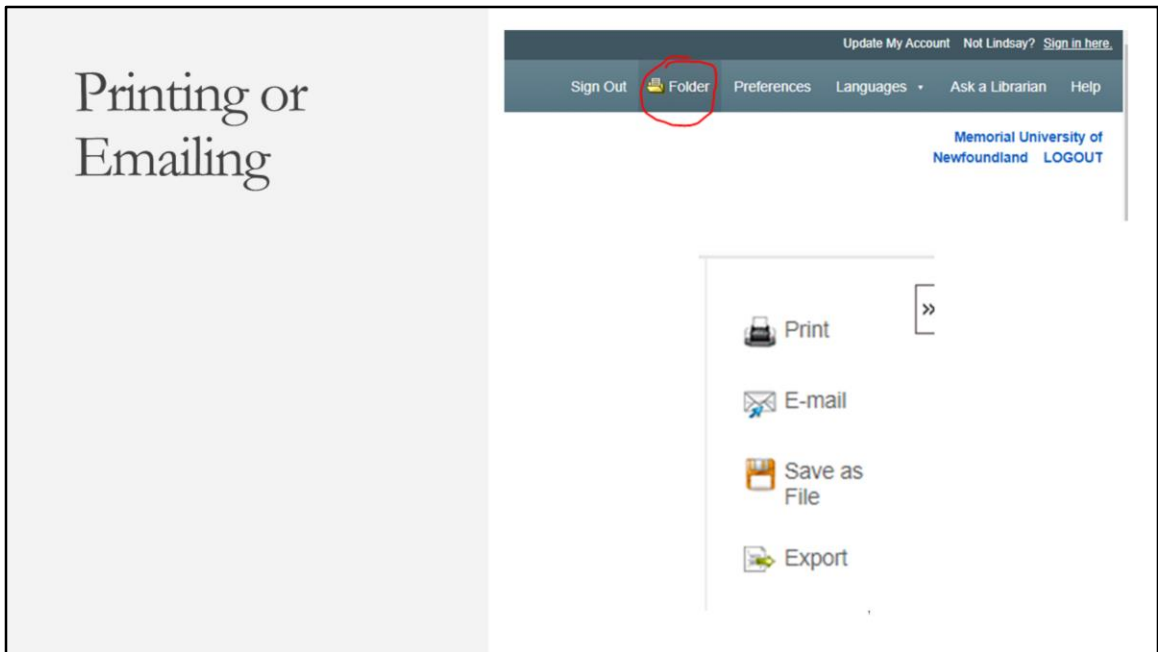 Printing or
Emailing
Update My Account Not Lindsay? Sign in here.
Sign Out Folder Preferences Languages Ask a Librarian Help
Memorial University of
Newfoundland LOGOUT
»
Print
E-mail
Save as
File
Export